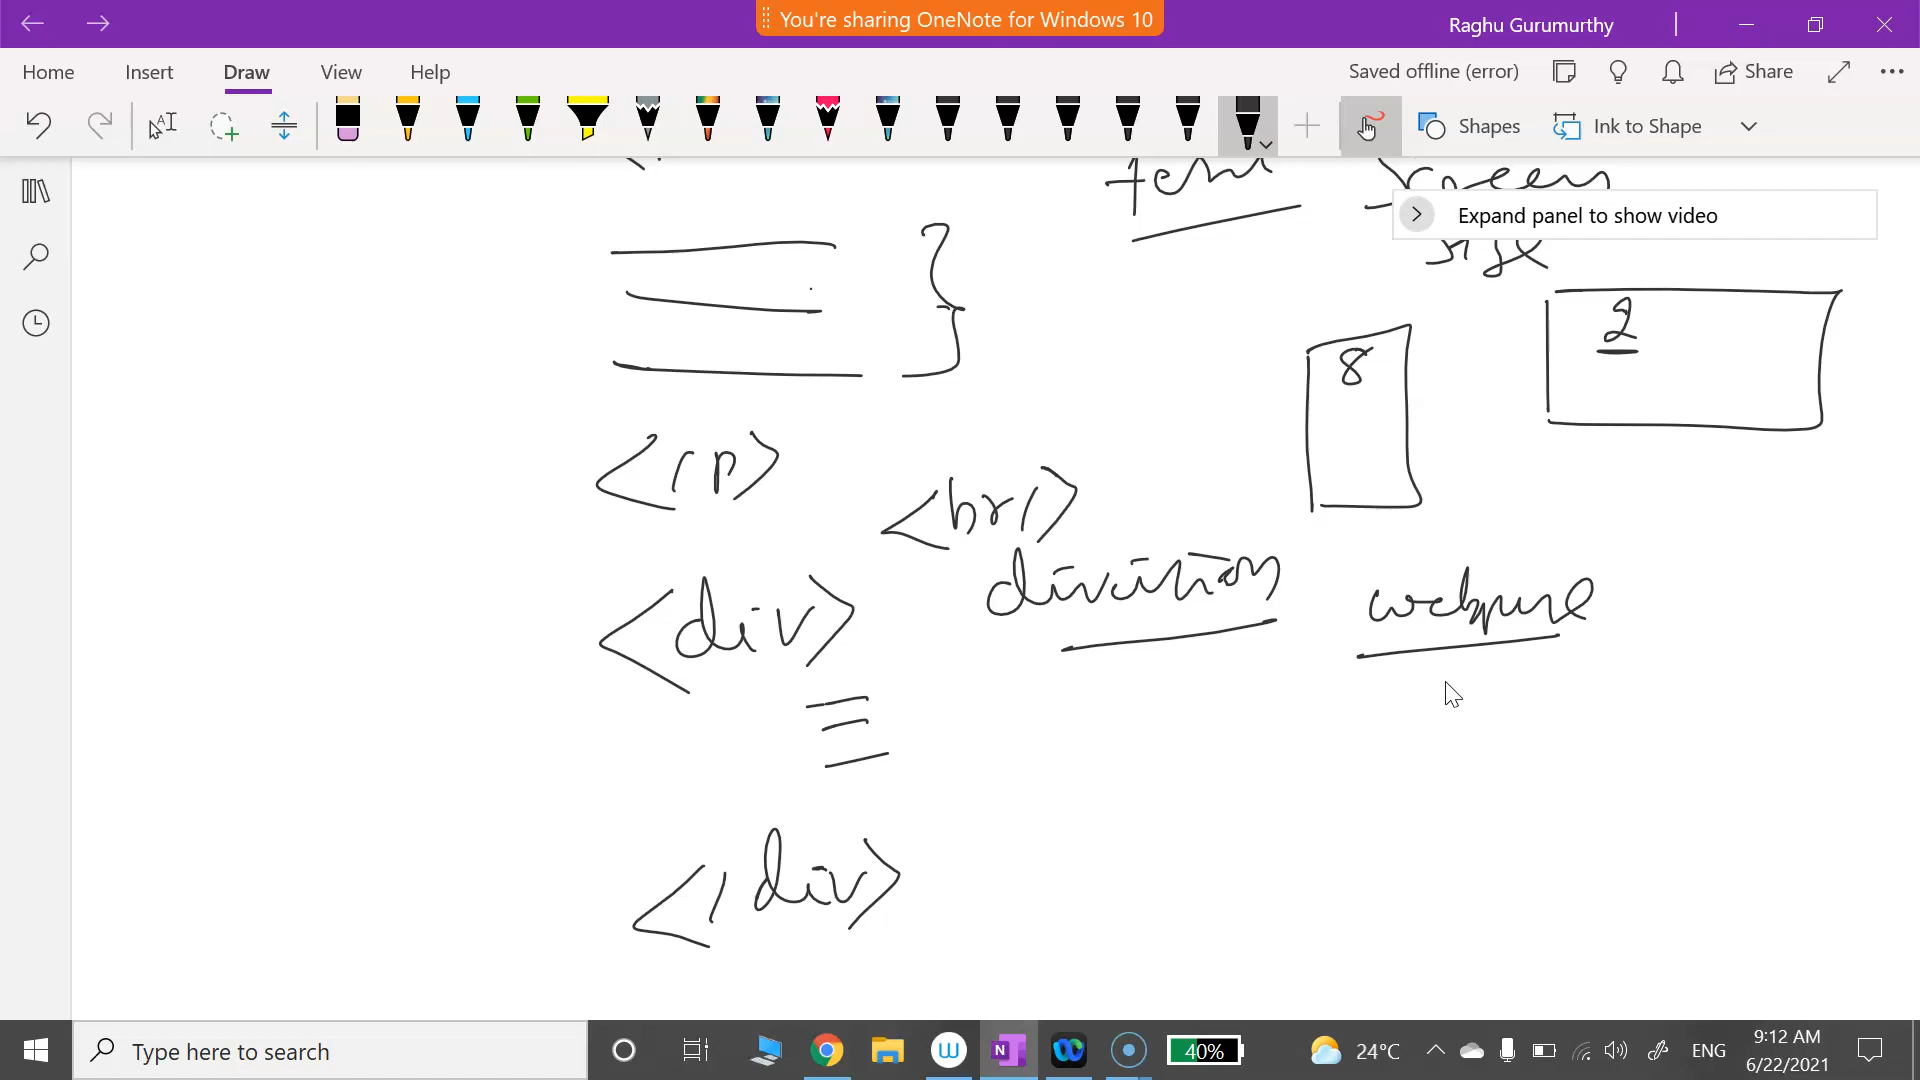 You're sharing OneNote for Windows 10
Raghu Gurumurthy
Home Insert Draw View Help
Saved offline (error) Share
Shapes Ink to Shape
Expand panel to show video
size
2
8
</p>
<br/>
division
<div>
</div>
Type here to search
40%
24°C
ENG
9:12 AM
6/22/2021